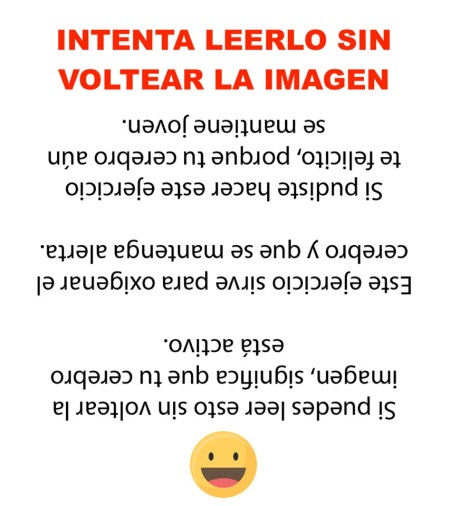 INTENTA LEERLO SIN
VOLTEAR LA IMAGEN
Si puedes leer esto sin voltear la
imagen, significa que tu cerebro
está activo.
Este ejercicio sirve para oxigenar el
cerebro y que se mantenga alerta.
Si pudiste hacer este ejercicio
te felicito, porque tu cerebro aún
se mantiene joven.